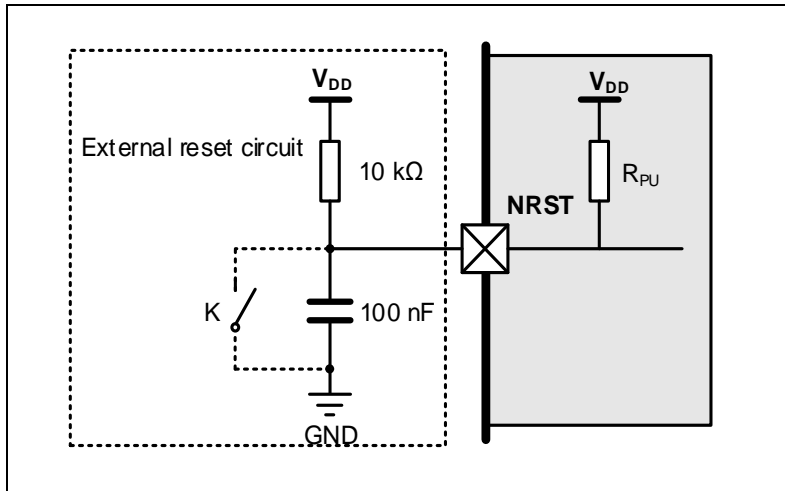 VDD
VDD
External reset circuit
10 kΩ
RPU
NRST
K
100 nF
GND